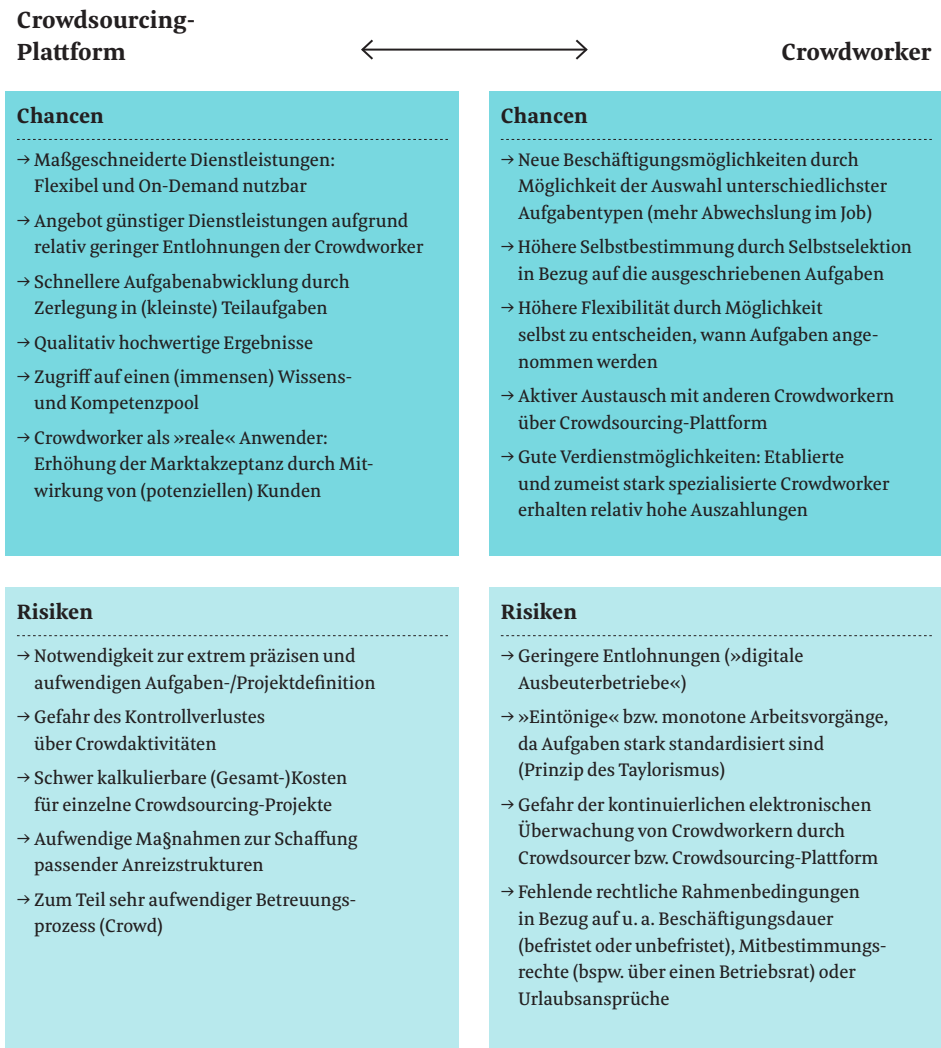 Crowdsourcing-
Plattform
Crowdworker
Chancen
→ Maßgeschneiderte Dienstleistungen:
Flexibel und On-Demand nutzbar
→ Angebot günstiger Dienstleistungen aufgrund
relativ geringer Entlohnungen der Crowdworker
→ Schnellere Aufgabenabwicklung durch
Zerlegung in (kleinste) Teilaufgaben
→ Qualitativ hochwertige Ergebnisse
→ Zugriff auf einen (immensen) Wissens-
und Kompetenzpool
→ Crowdworker als »reale« Anwender:
Erhöhung der Marktakzeptanz durch Mit-
wirkung von (potenziellen) Kunden
Chancen
→ Neue Beschäftigungsmöglichkeiten durch
Möglichkeit der Auswahl unterschiedlichster
Aufgabentypen (mehr Abwechslung im Job)
→ Höhere Selbstbestimmung durch Selbstselektion
in Bezug auf die ausgeschriebenen Aufgaben
→ Höhere Flexibilität durch Möglichkeit
selbst zu entscheiden, wann Aufgaben ange-
nommen werden
→ Aktiver Austausch mit anderen Crowdworkern
über Crowdsourcing-Plattform
→ Gute Verdienstmöglichkeiten: Etablierte
und zumeist stark spezialisierte Crowdworker
erhalten relativ hohe Auszahlungen
Risiken
→ Notwendigkeit zur extrem präzisen und
aufwendigen Aufgaben-/Projektdefinition
→ Gefahr des Kontrollverlustes
über Crowdaktivitäten
→ Schwer kalkulierbare (Gesamt-)Kosten
für einzelne Crowdsourcing-Projekte
→ Aufwendige Ma§nahmen zur Schaffung
passender Anreizstrukturen
→ Zum Teil sehr aufwendiger Betreuungs-
prozess (Crowd)
Risiken
→ Geringere Entlohnungen (»digitale
Ausbeuterbetriebe«)
→ »Eintönige« bzw. monotone Arbeitsvorgänge,
da Aufgaben stark standardisiert sind
(Prinzip des Taylorismus)
→ Gefahr der kontinuierlichen elektronischen
Überwachung von Crowdworkern durch
Crowdsourcer bzw. Crowdsourcing-Plattform
→ Fehlende rechtliche Rahmenbedingungen
in Bezug auf u. a. Beschäftigungsdauer
(befristet oder unbefristet), Mitbestimmungs-
rechte (bspw. über einen Betriebsrat) oder
Urlaubsansprüche